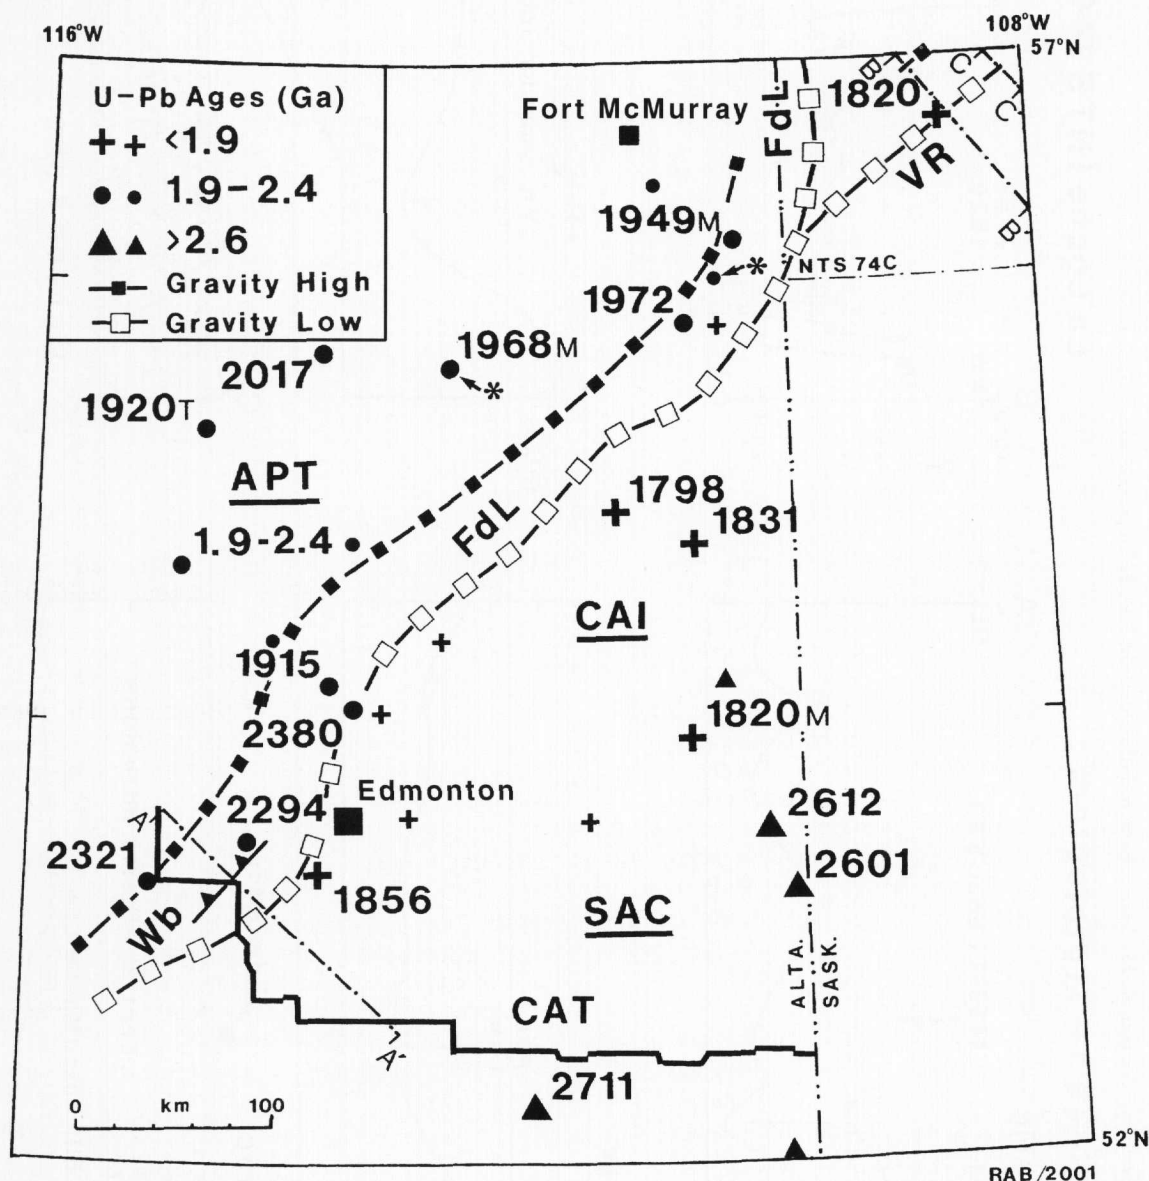 116°W
108°W
57°N
U-Pb Ages (Ga)
<1.9
1.9-2.4
>2.6
Gravity High
Gravity Low
Fort McMurray
FdL
1820
B
C
C
VR
B
1949M
*
NTS 74C
1972
1968M
*
2017
1920T
APT
1798
1831
FdL
1.9-2.4
CAI
1915
2380
1820M
Edmonton
2294
2612
A
2321
2601
1856
Wb
SAC
ALTA.
SASK.
CAT
A'
2711
0 km 100
52°N
RAB/2001